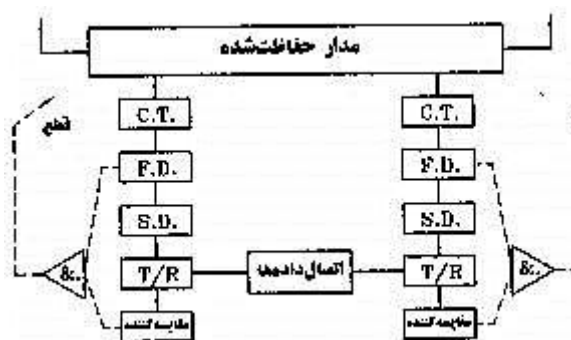 مدار حفاظت‌شده
C.T. C.T.
قطع
F.D. F.D.
S.D. S.D.
&. T/R اتصال داده‌ها T/R &.
مقایسه کننده مقایسه کننده